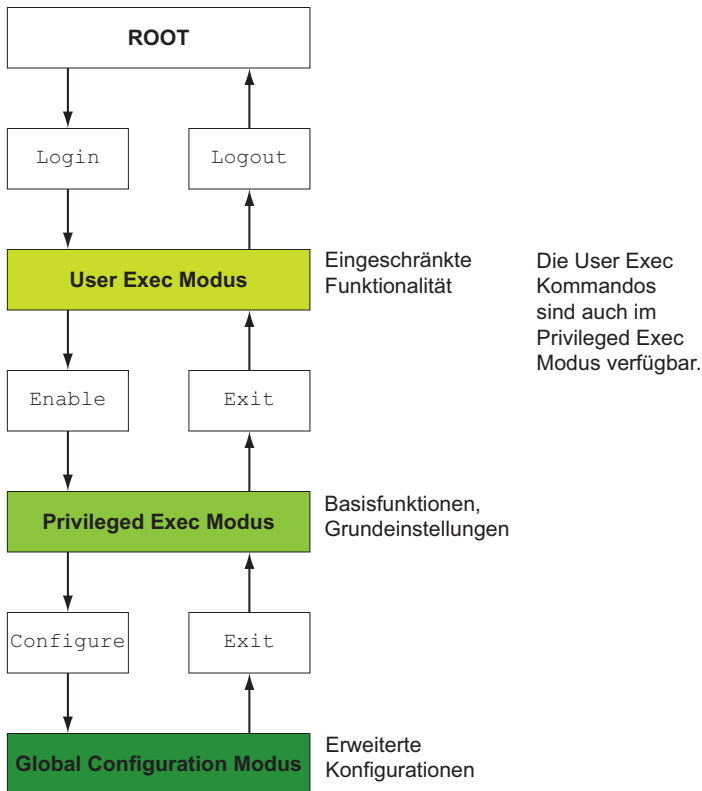 ROOT
Login
Logout
User Exec Modus
Eingeschränkte
Funktionalität
Die User Exec
Kommandos
sind auch im
Privileged Exec
Modus verfügbar.
Enable
Exit
Privileged Exec Modus
Basisfunktionen,
Grundeinstellungen
Configure
Exit
Global Configuration Modus
Erweiterte
Konfigurationen